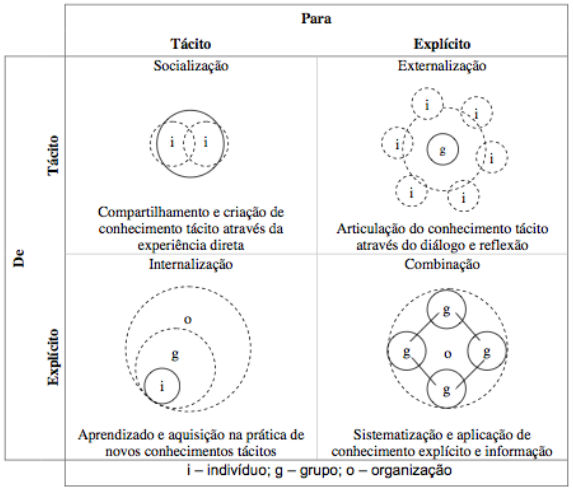 Para
Tácito
Explícito
De
Tácito
Socialização
i i
Compartilhamento e criação de
conhecimento tácito através da
experiência direta
Externalização
i
i
i
g
i
i
i
Articulação do conhecimento tácito
através do diálogo e reflexão
Explícito
Internalização
o
g
i
Aprendizado e aquisição na prática de
novos conhecimentos tácitos
Combinação
g
g o g
g
Sistematização e aplicação de
conhecimento explícito e informação
i – indivíduo; g – grupo; o – organização